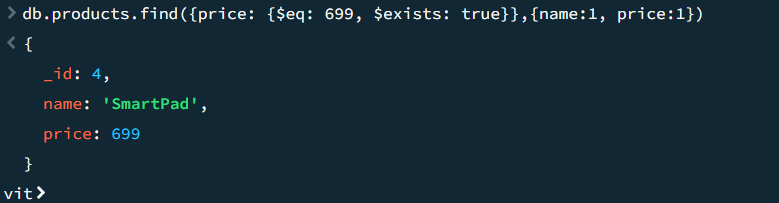 > db.products.find({price: {$eq: 699, $exists: true}},{name:1, price:1})
< {
_id: 4,
name: 'SmartPad',
price: 699
}
vit>